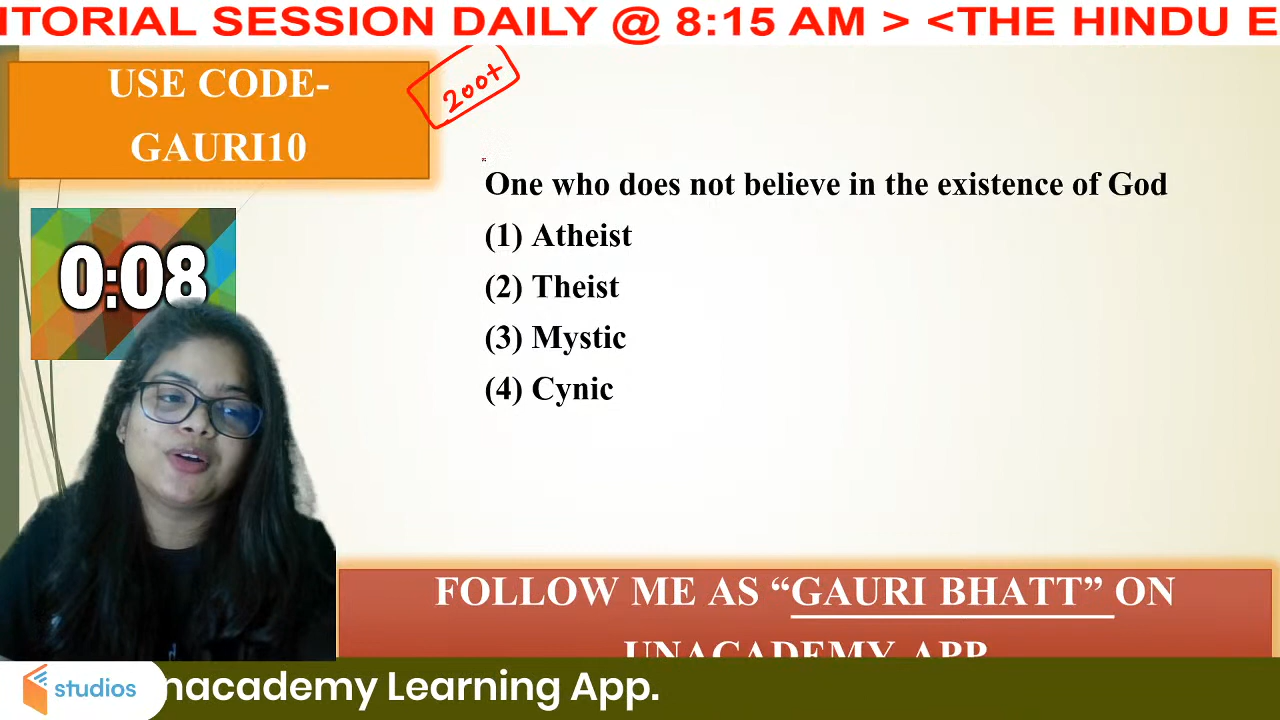 ITORIAL SESSION DAILY @ 8:15 AM > <THE HINDU E
USE CODE-
GAURI10
200+
One who does not believe in the existence of God
(1) Atheist
(2) Theist
(3) Mystic
(4) Cynic
0:08
FOLLOW ME AS “GAURI BHATT” ON
UNACADEMY APP
studios
nacademy Learning App.